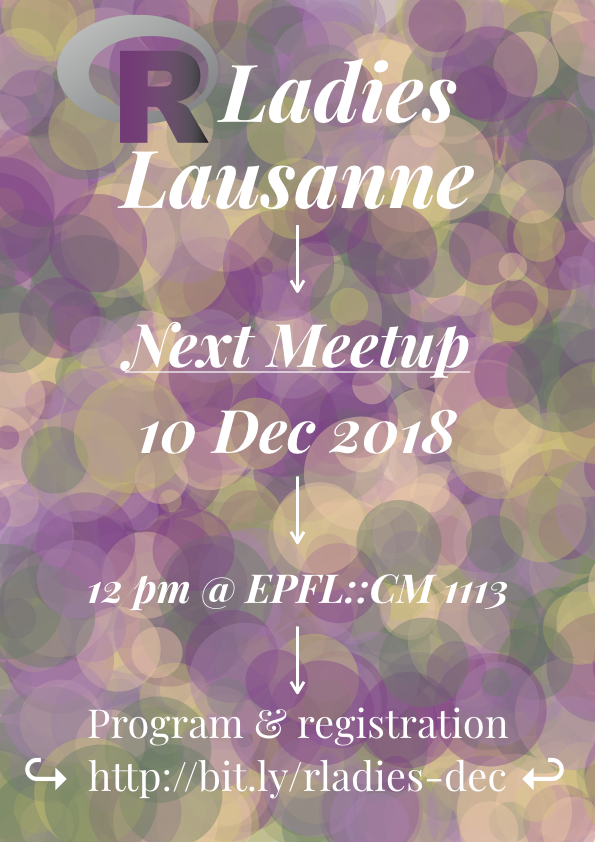 R Ladies
Lausanne
Next Meetup
10 Dec 2018
12 pm @ EPFL::CM 1113
Program & registration
http://bit.ly/rladies-dec